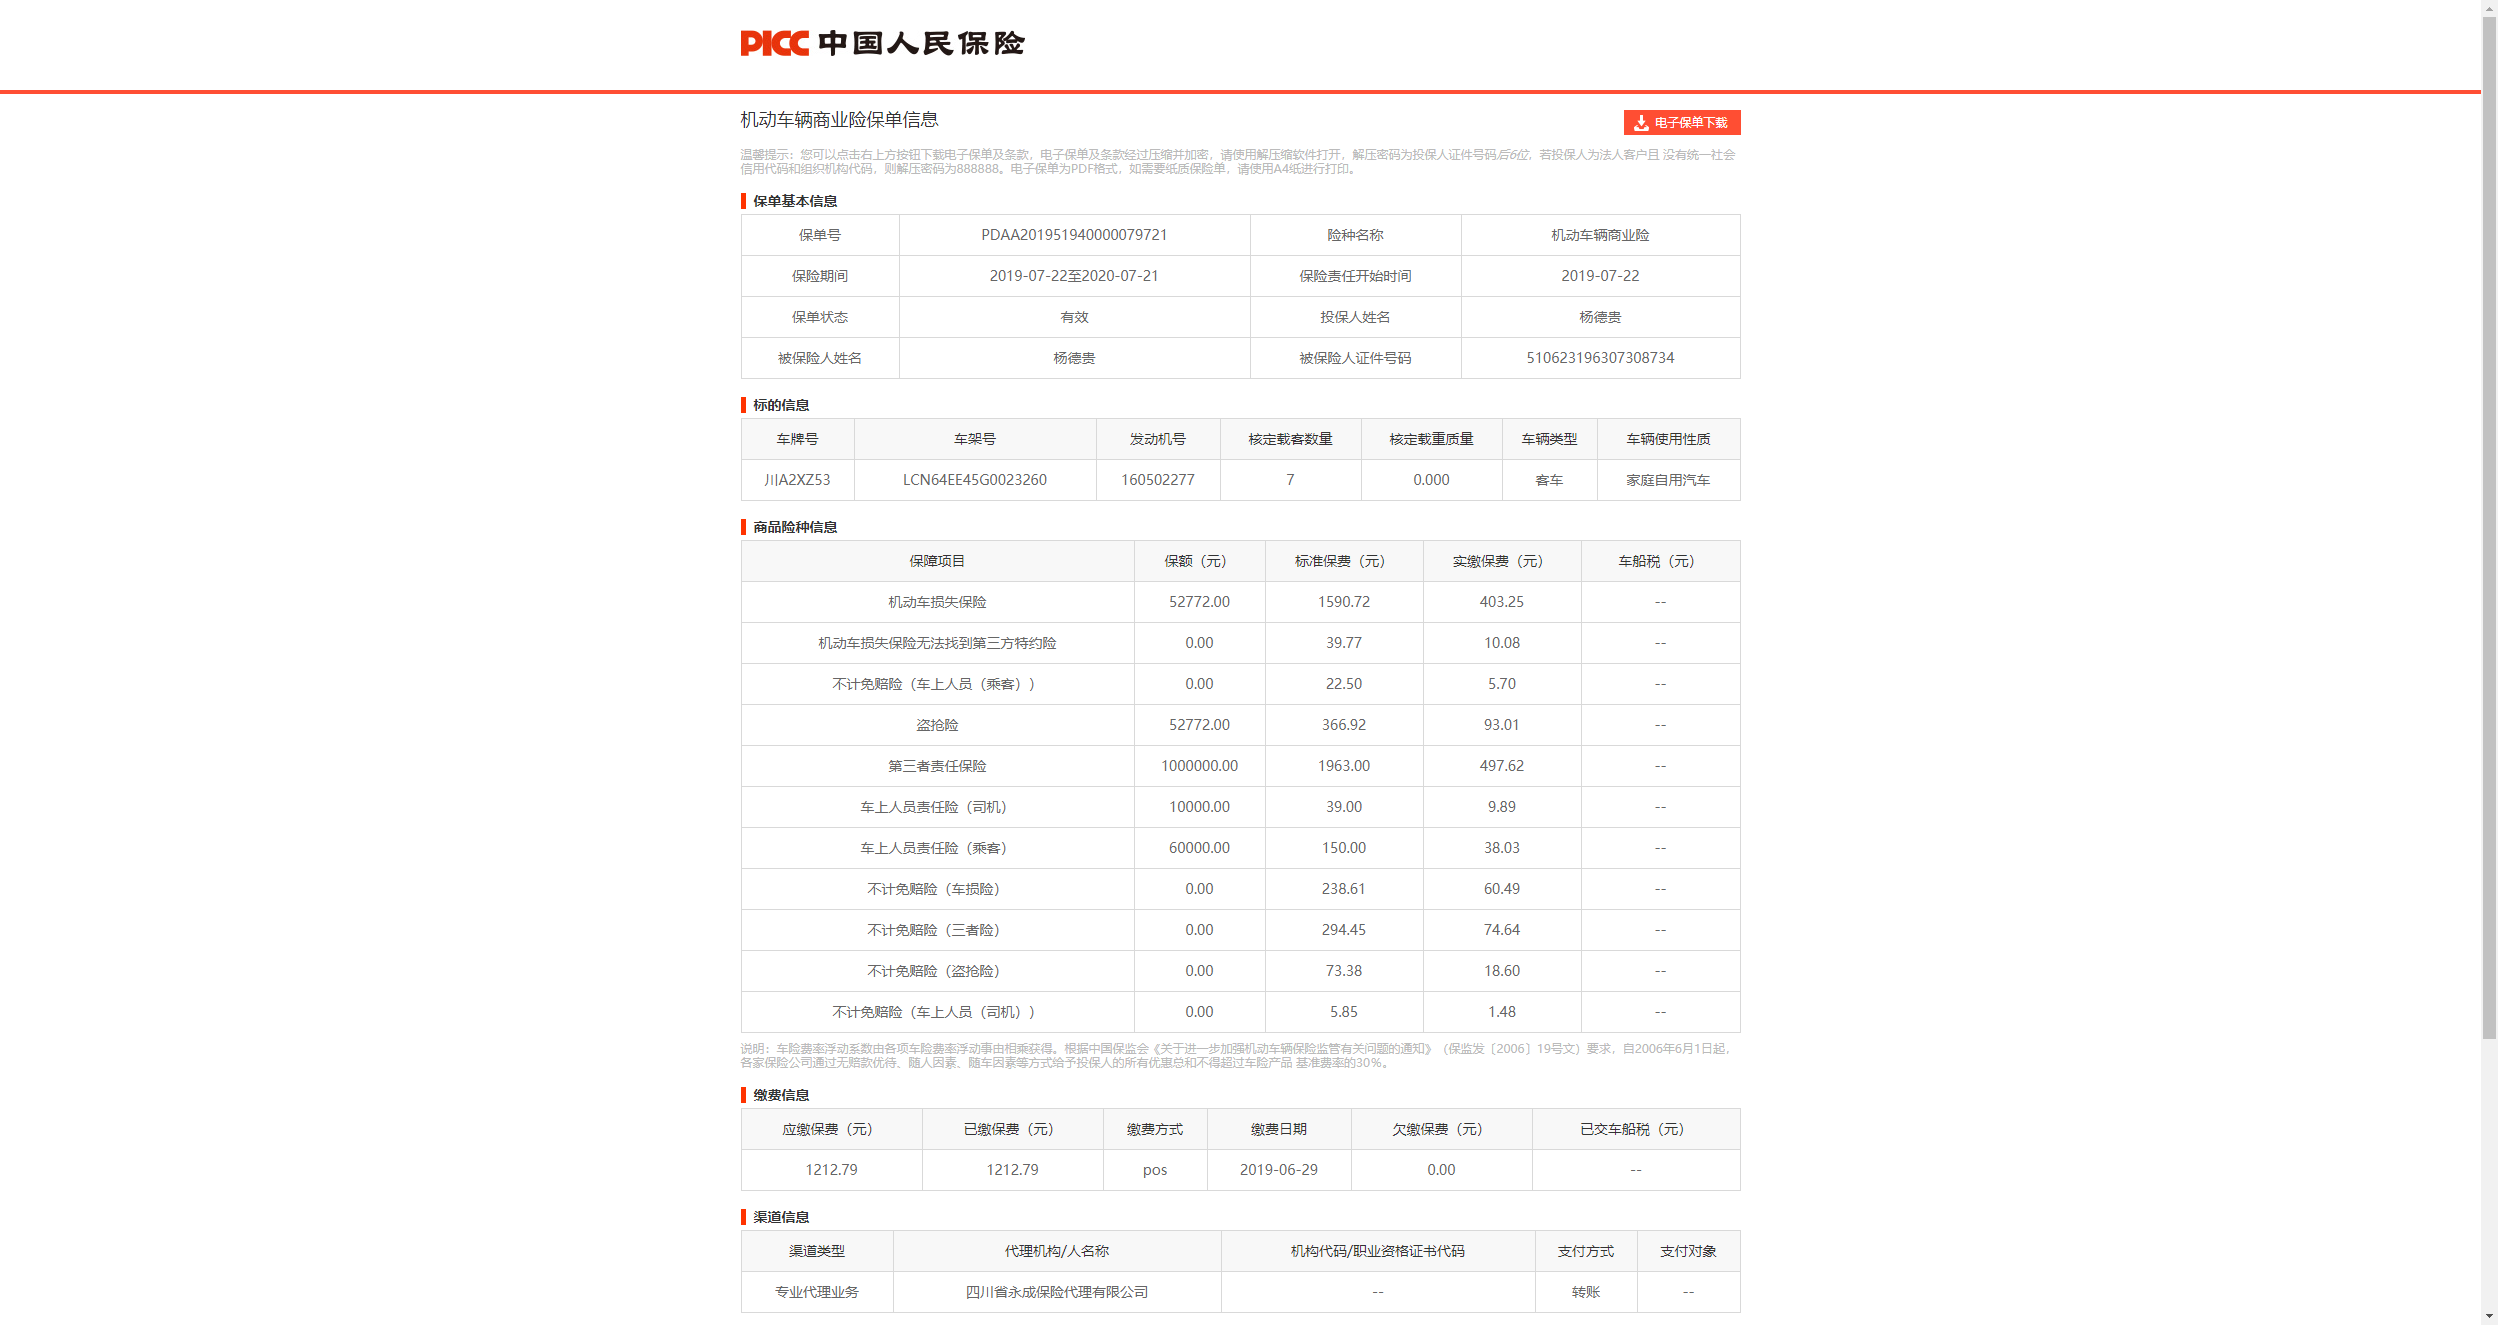 PICC 中国人民保险
机动车辆商业险保单信息
电子保单下载
温馨提示：您可以点击右上方按钮下载电子保单及条款，电子保单及条款经过压缩并加密，请使用解压缩软件打开，解压密码为投保人证件号码后6位，若投保人为法人客户且 没有统一社会
信用代码和组织机构代码，则解压密码为888888。电子保单为PDF格式，如需要纸质保险单，请使用A4纸进行打印。
保单基本信息
保单号 PDAA201951940000079721 险种名称 机动车辆商业险
保险期间 2019-07-22至2020-07-21 保险责任开始时间 2019-07-22
保单状态 有效 投保人姓名 杨德贵
被保险人姓名 杨德贵 被保险人证件号码 510623196307308734
标的信息
车牌号 车架号 发动机号 核定载客数量 核定载重质量 车辆类型 车辆使用性质
川A2XZ53 LCN64EE45G0023260 160502277 7 0.000 客车 家庭自用汽车
商品险种信息
保障项目 保额（元） 标准保费（元） 实缴保费（元） 车船税（元）
机动车损失保险 52772.00 1590.72 403.25 --
机动车损失保险无法找到第三方特约险 0.00 39.77 10.08 --
不计免赔险（车上人员（乘客）） 0.00 22.50 5.70 --
盗抢险 52772.00 366.92 93.01 --
第三者责任保险 1000000.00 1963.00 497.62 --
车上人员责任险（司机） 10000.00 39.00 9.89 --
车上人员责任险（乘客） 60000.00 150.00 38.03 --
不计免赔险（车损险） 0.00 238.61 60.49 --
不计免赔险（三者险） 0.00 294.45 74.64 --
不计免赔险（盗抢险） 0.00 73.38 18.60 --
不计免赔险（车上人员（司机）） 0.00 5.85 1.48 --
说明：车险费率浮动系数由各项车险费率浮动事由相乘获得。根据中国保监会《关于进一步加强机动车辆保险监管有关问题的通知》（保监发〔2006〕19号文）要求，自2006年6月1日起，
各家保险公司通过无赔款优待、随人因素、随车因素等方式给予投保人的所有优惠总和不得超过车险产品 基准费率的30%。
缴费信息
应缴保费（元） 已缴保费（元） 缴费方式 缴费日期 欠缴保费（元） 已交车船税（元）
1212.79 1212.79 pos 2019-06-29 0.00 --
渠道信息
渠道类型 代理机构/人名称 机构代码/职业资格证书代码 支付方式 支付对象
专业代理业务 四川省永成保险代理有限公司 -- 转账 --